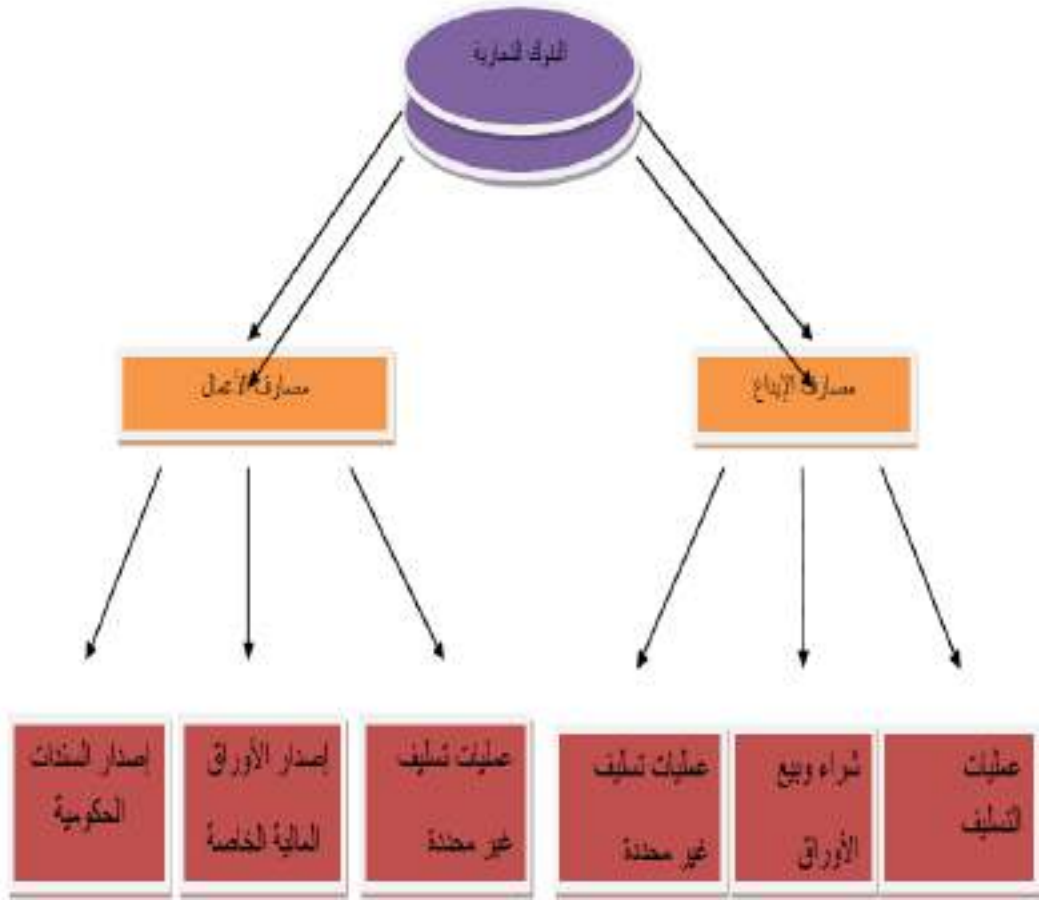 البنوك التجارية
مصارف الإيداع
مصارف الأعمال
عمليات
التسليف
شراء وبيع
الأوراق
عمليات تسليف
غير محددة
عمليات تسليف
غير محددة
إصدار الأوراق
المالية الخاصة
إصدار السندات
الحكومية